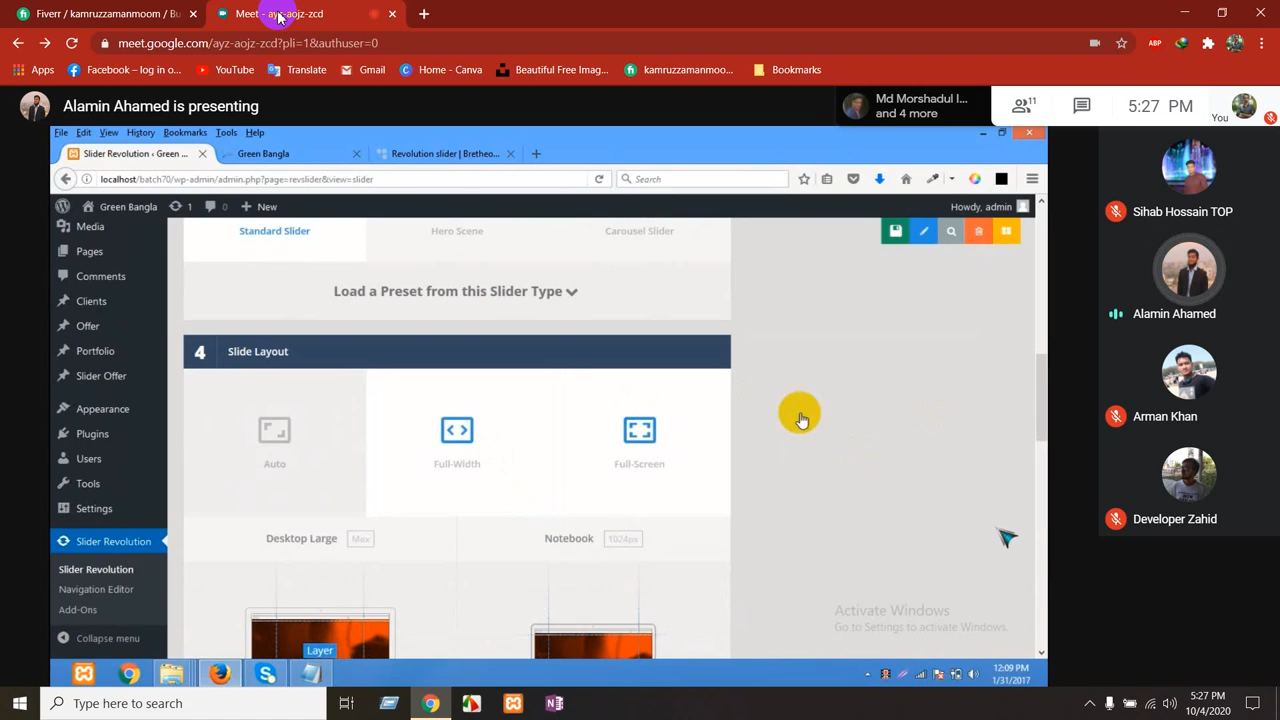 Fiverr / kamruzzamanmoom / Bu
Meet - ayz-aojz-zcd
meet.google.com/ayz-aojz-zcd?pli=1&authuser=0
ABP
Apps
Facebook – log in o...
YouTube
Translate
Gmail
Home - Canva
Beautiful Free Imag...
kamruzzamanmoo...
Bookmarks
Alamin Ahamed is presenting
Md Morshadul I...
and 4 more
11
5:27 PM
You
File Edit View History Bookmarks Tools Help
Slider Revolution ‹ Green ...
Green Bangla
Revolution slider | Bretheo...
localhost/batch70/wp-admin/admin.php?page=revslider&view=slider
Search
Green Bangla
1
0
New
Howdy, admin
Media
Pages
Comments
Clients
Offer
Portfolio
Slider Offer
Appearance
Plugins
Users
Tools
Settings
Slider Revolution
Slider Revolution
Navigation Editor
Add-Ons
Collapse menu
Standard Slider
Hero Scene
Carousel Slider
Load a Preset from this Slider Type
4 Slide Layout
Auto
Full-Width
Full-Screen
Desktop Large Max
Notebook 1024px
Layer
Activate Windows
Go to Settings to activate Windows.
12:09 PM
1/31/2017
Sihab Hossain TOP
Alamin Ahamed
Arman Khan
Developer Zahid
Type here to search
5:27 PM
10/4/2020